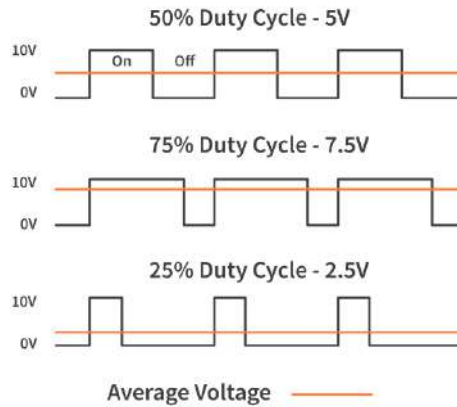 50% Duty Cycle - 5V
10V
On Off
0V
75% Duty Cycle - 7.5V
10V
0V
25% Duty Cycle - 2.5V
10V
0V
Average Voltage